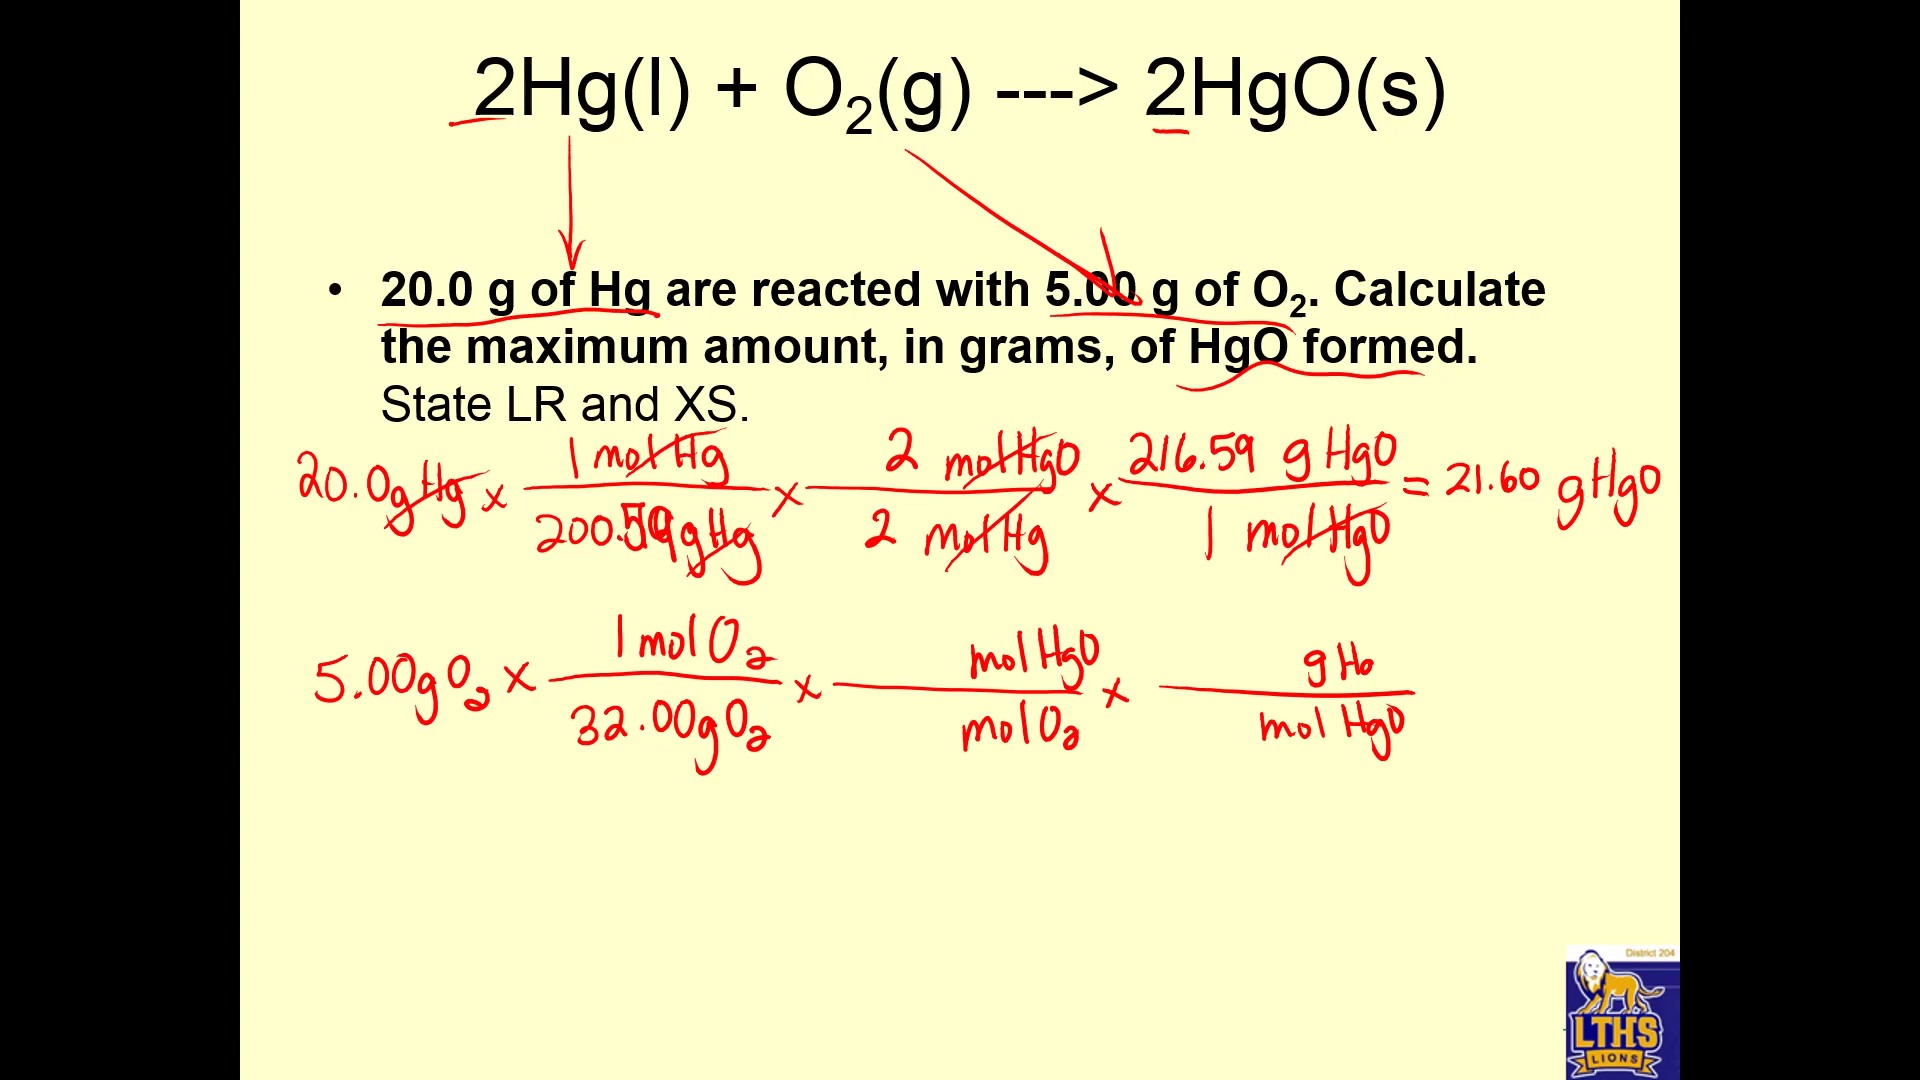 2Hg(l) + O₂(g) ---> 2HgO(s)
• 20.0 g of Hg are reacted with 5.00 g of O₂. Calculate
the maximum amount, in grams, of HgO formed.
State LR and XS.
20.0g Hg x 1 mol Hg / 200.59 g Hg x 2 mol HgO / 2 mol Hg x 216.59 g HgO / 1 mol HgO = 21.60 g HgO
5.00g O₂ x 1 mol O₂ / 32.00g O₂ x mol HgO / mol O₂ x g H / mol HgO
District 204
LTHS
LIONS